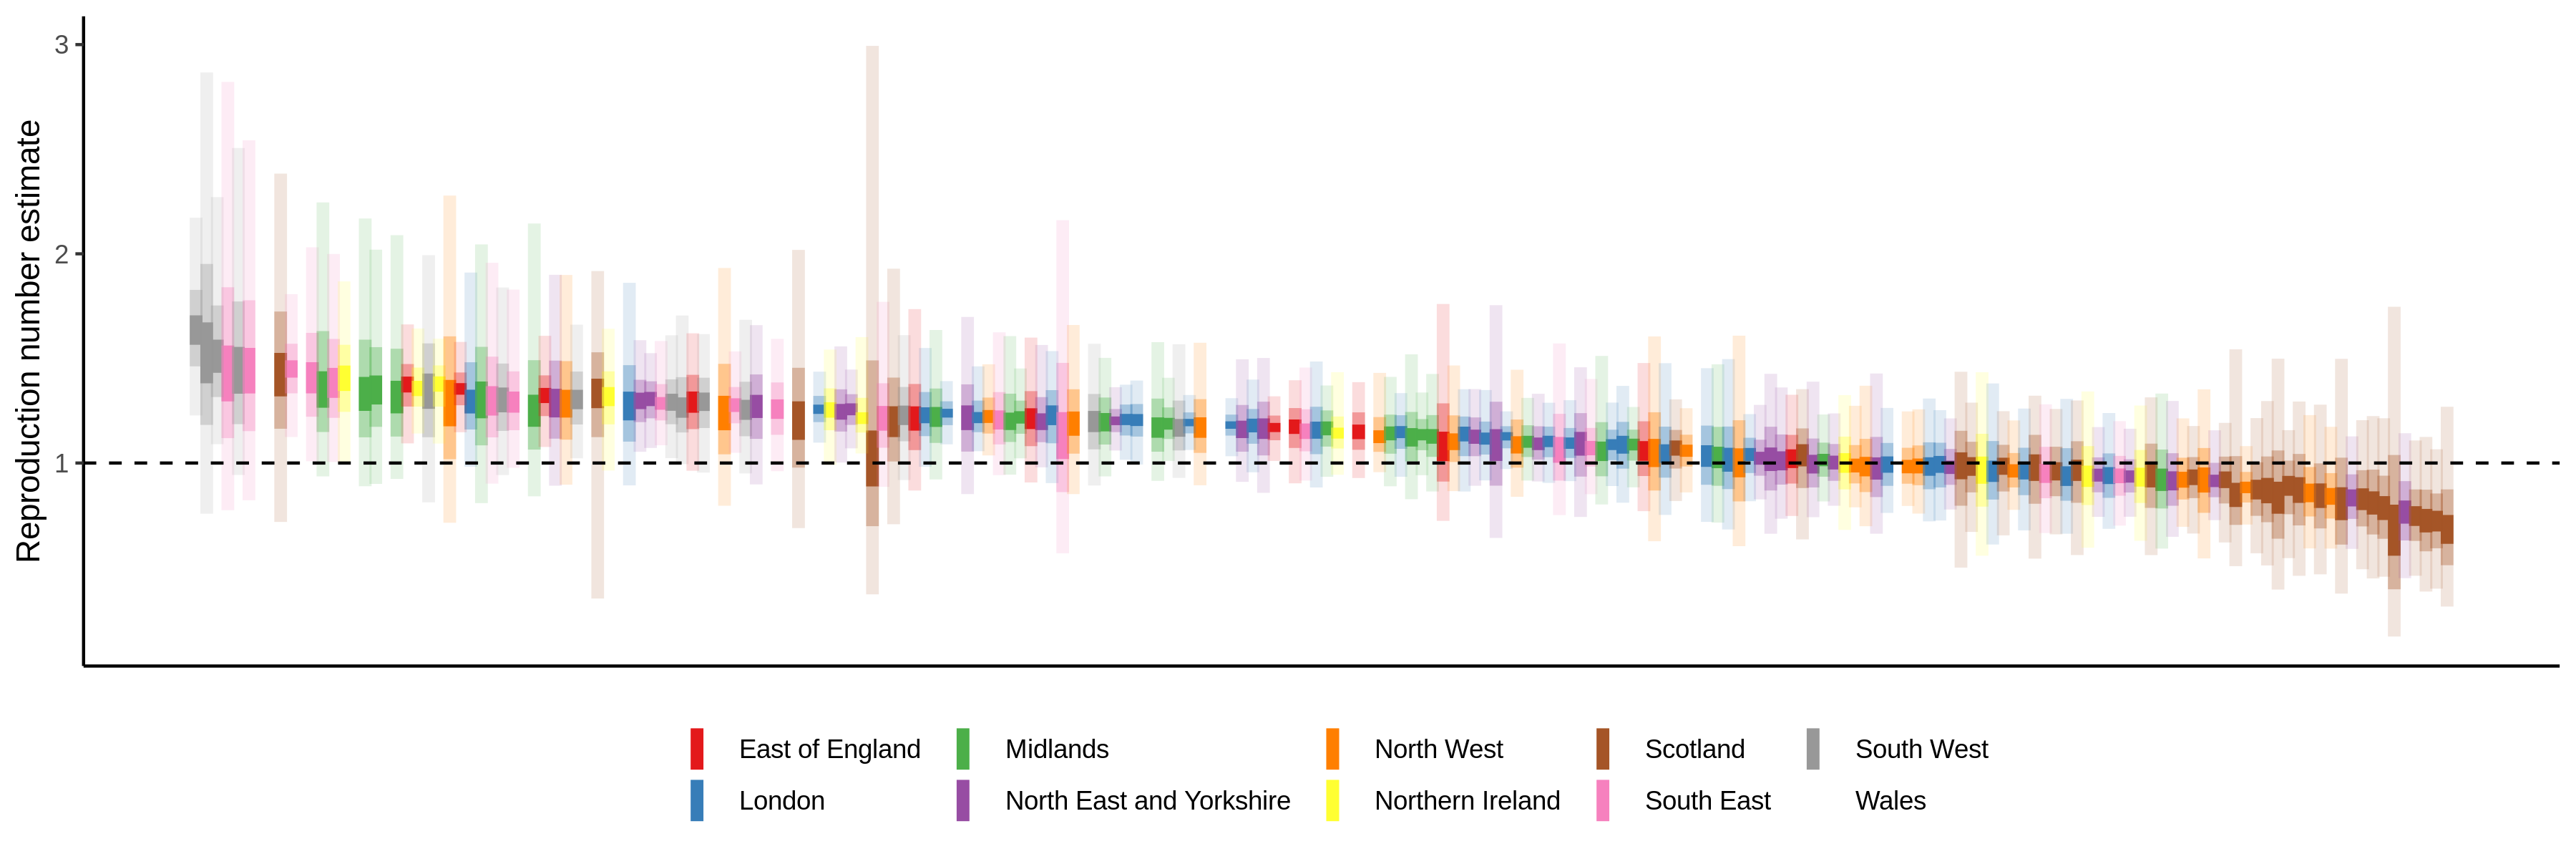 Reproduction number estimate
3
2
1
East of England
Midlands
North West
Scotland
South West
London
North East and Yorkshire
Northern Ireland
South East
Wales